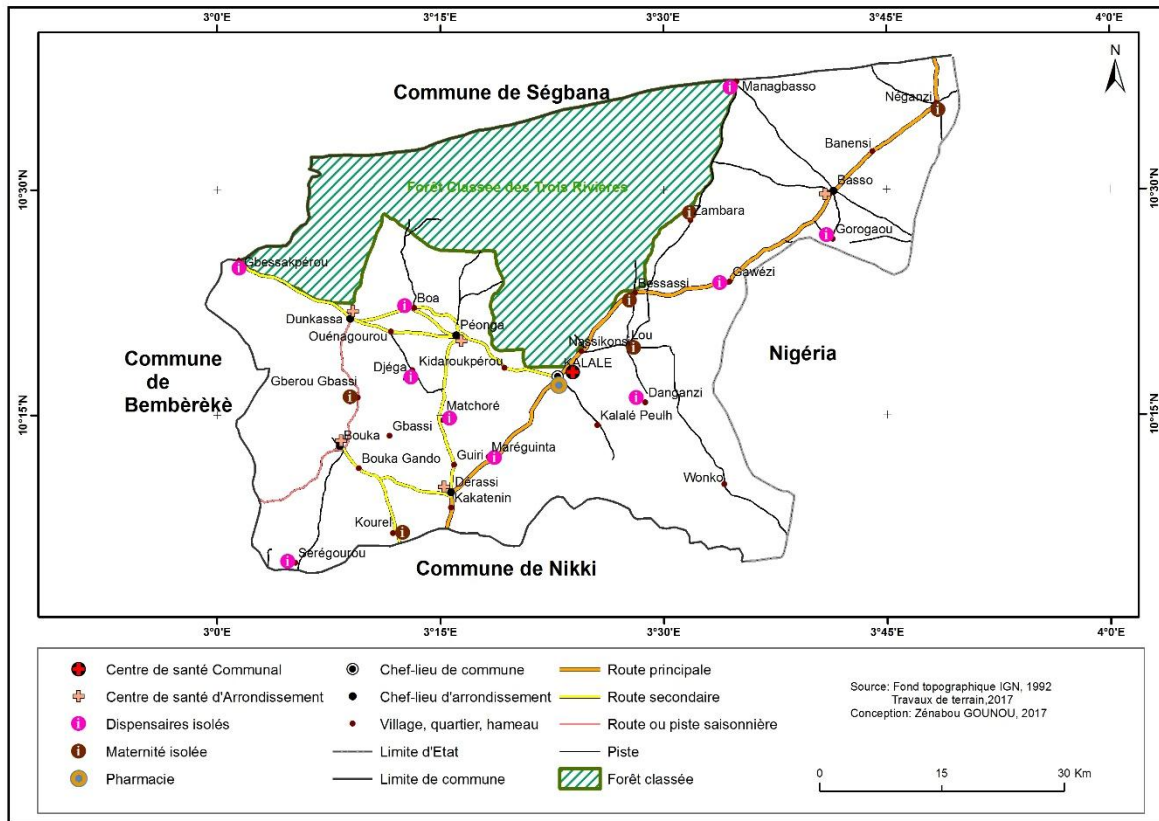 3°0'E 3°15'E 3°30'E 3°45'E 4°0'E
N
Commune de Ségbana
Managbasso
Néganzi
Banensi
10°30'N
Forêt Classée des Trois Rivières
Basso
10°30'N
Zambara
Gorogaou
Gbessakpérou
Bessassi
Gawézi
Boa
Dunkassa
Péonga
Ouénagourou
Nassikonsi
Lou
Nigéria
Commune
de
Bembèrèkè
Djéga
Kidaroukpérou
KALALE
Gberou Gbassi
Danganzi
10°15'N
Matchoré
Kalalé Peulh
10°15'N
Bouka
Gbassi
Bouka Gando
Guiri
Maréguinta
Derassi
Kakatenin
Wonko
Kourel
Serégourou
Commune de Nikki
3°0'E 3°15'E 3°30'E 3°45'E 4°0'E
Centre de santé Communal
Centre de santé d'Arrondissement
Dispensaires isolés
Maternité isolée
Pharmacie
Chef-lieu de commune
Chef-lieu d'arrondissement
Village, quartier, hameau
Limite d'Etat
Limite de commune
Route principale
Route secondaire
Route ou piste saisonnière
Piste
Forêt classée
Source: Fond topographique IGN, 1992
Travaux de terrain,2017
Conception: Zénabou GOUNOU, 2017
0 15 30 Km